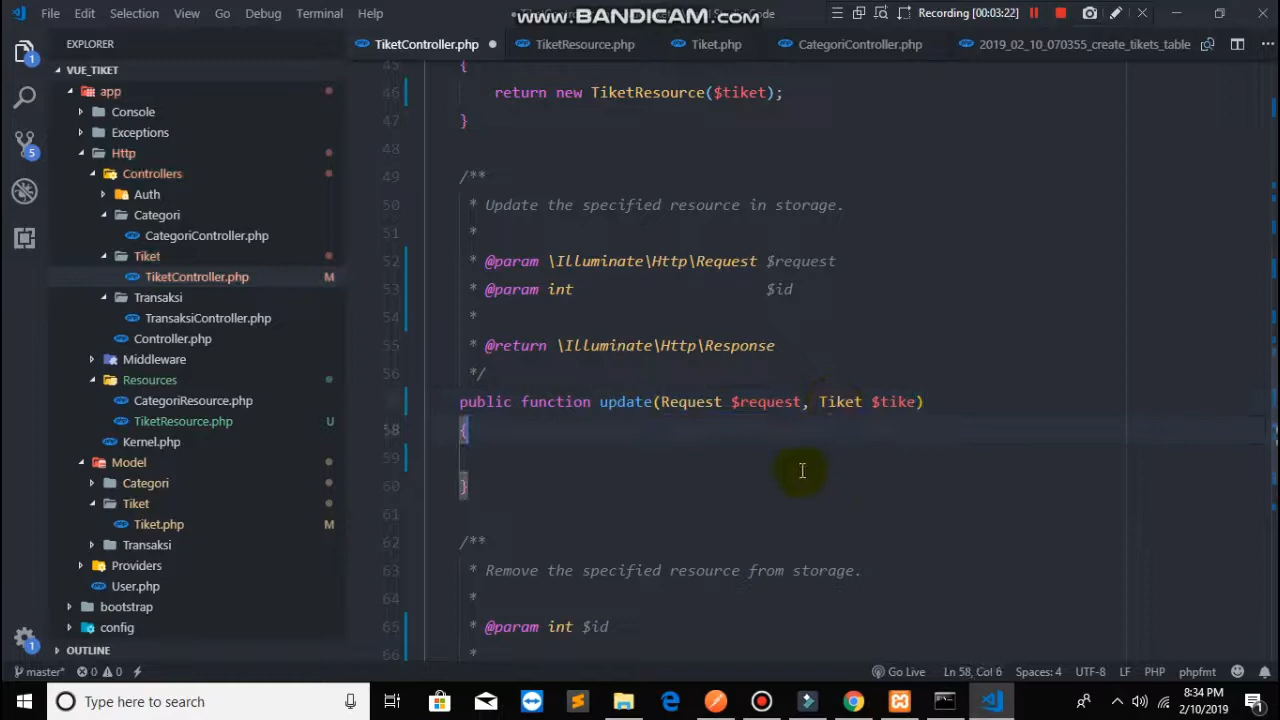 File Edit Selection View Go Debug Terminal Help
www.BANDICAM.com
Recording [00:03:22]
EXPLORER
TiketController.php
TiketResource.php
Tiket.php
CategoriController.php
2019_02_10_070355_create_tikets_table
VUE_TIKET
app
Console
Exceptions
Http
Controllers
Auth
Categori
CategoriController.php
Tiket
TiketController.php M
Transaksi
TransaksiController.php
Controller.php
Middleware
Resources
CategoriResource.php
TiketResource.php U
Kernel.php
Model
Categori
Tiket
Tiket.php M
Transaksi
Providers
User.php
bootstrap
config
OUTLINE
45 {
46 return new TiketResource($tiket);
47 }
48
49 /**
50 * Update the specified resource in storage.
51 *
52 * @param \Illuminate\Http\Request $request
53 * @param int $id
54 *
55 * @return \Illuminate\Http\Response
56 */
public function update(Request $request, Tiket $tike)
58 {
59
60 }
61
62 /**
63 * Remove the specified resource from storage.
64 *
65 * @param int $id
*
master* 0 0
Go Live Ln 58, Col 6 Spaces: 4 UTF-8 LF PHP phpfmt 1
Type here to search
8:34 PM
2/10/2019